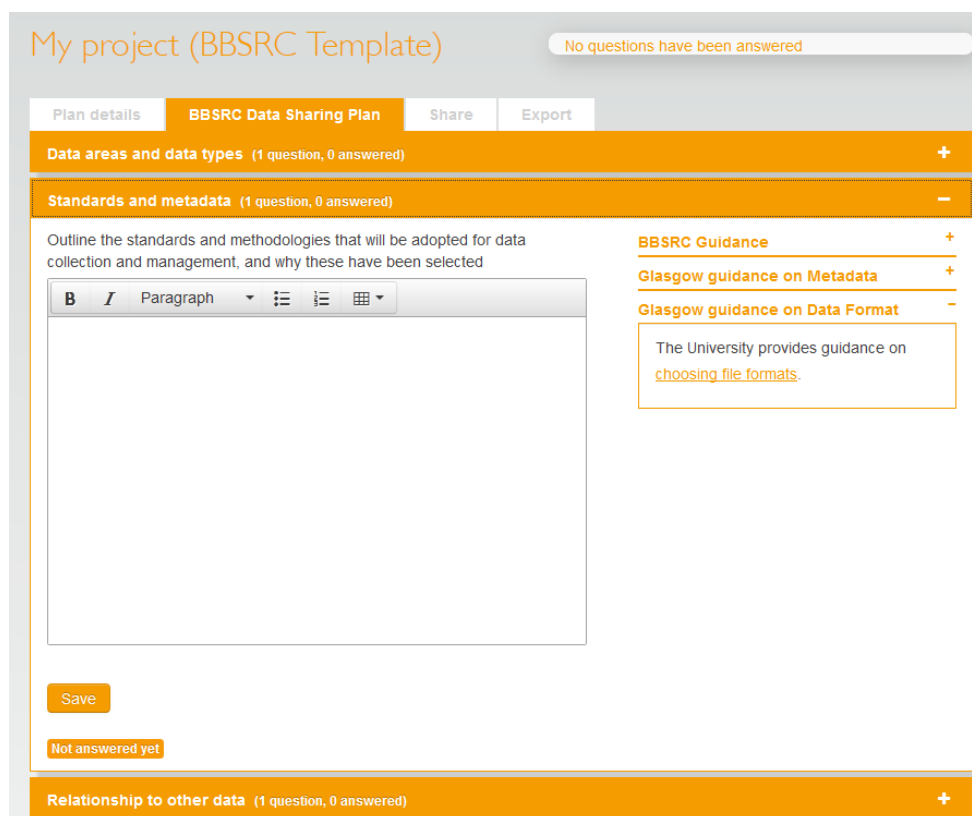 My project (BBSRC Template)
No questions have been answered
Plan details
BBSRC Data Sharing Plan
Share
Export
Data areas and data types (1 question, 0 answered)
Standards and metadata (1 question, 0 answered)
Outline the standards and methodologies that will be adopted for data
collection and management, and why these have been selected
B I Paragraph
BBSRC Guidance
Glasgow guidance on Metadata
Glasgow guidance on Data Format
The University provides guidance on
choosing file formats.
Save
Not answered yet
Relationship to other data (1 question, 0 answered)